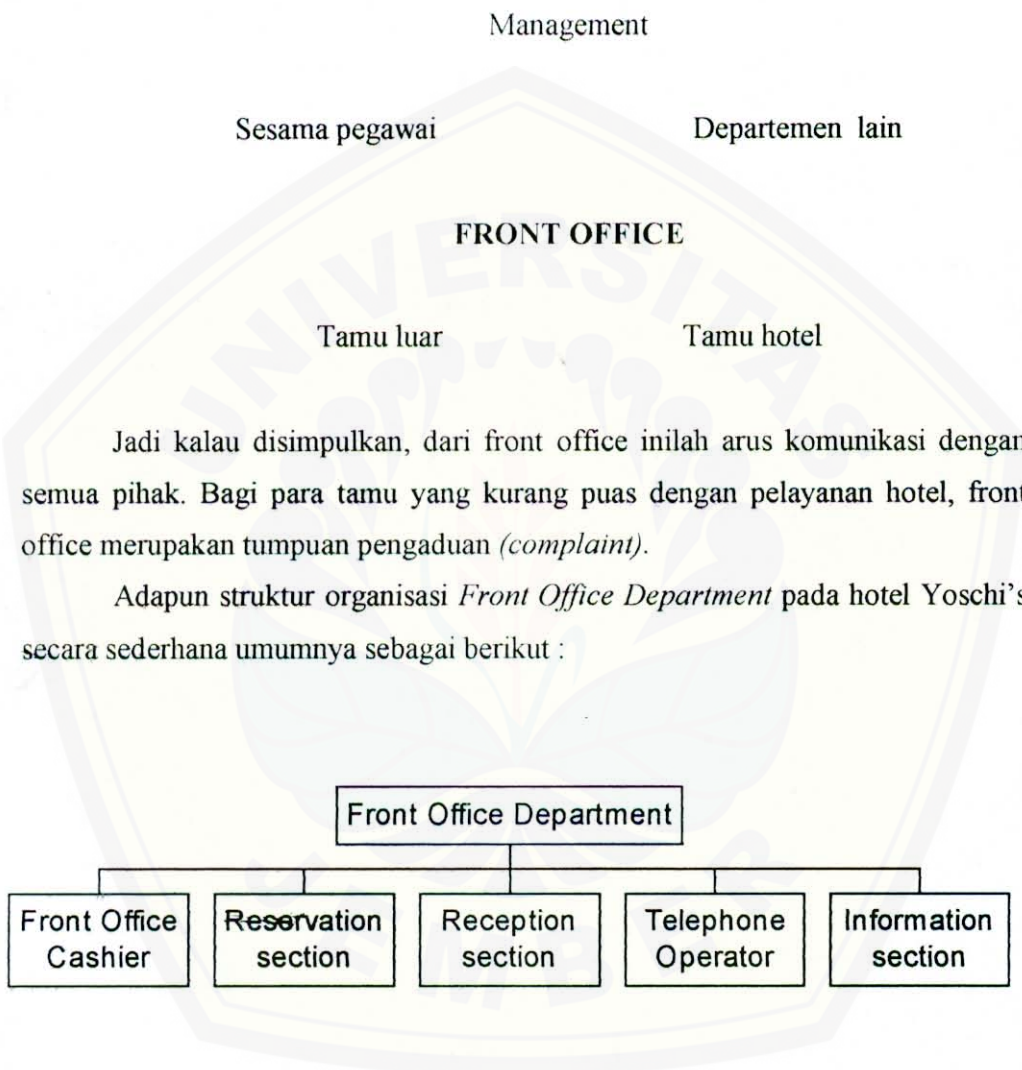 Management
Sesama pegawai Departemen lain
FRONT OFFICE
Tamu luar Tamu hotel
Jadi kalau disimpulkan, dari front office inilah arus komunikasi dengan
semua pihak. Bagi para tamu yang kurang puas dengan pelayanan hotel, front
office merupakan tumpuan pengaduan (complaint).
Adapun struktur organisasi Front Office Department pada hotel Yoschi's
secara sederhana umumnya sebagai berikut :
Front Office Department
Front Office Cashier
Reservation section
Reception section
Telephone Operator
Information section
UNIVERSITAS
JEMBER